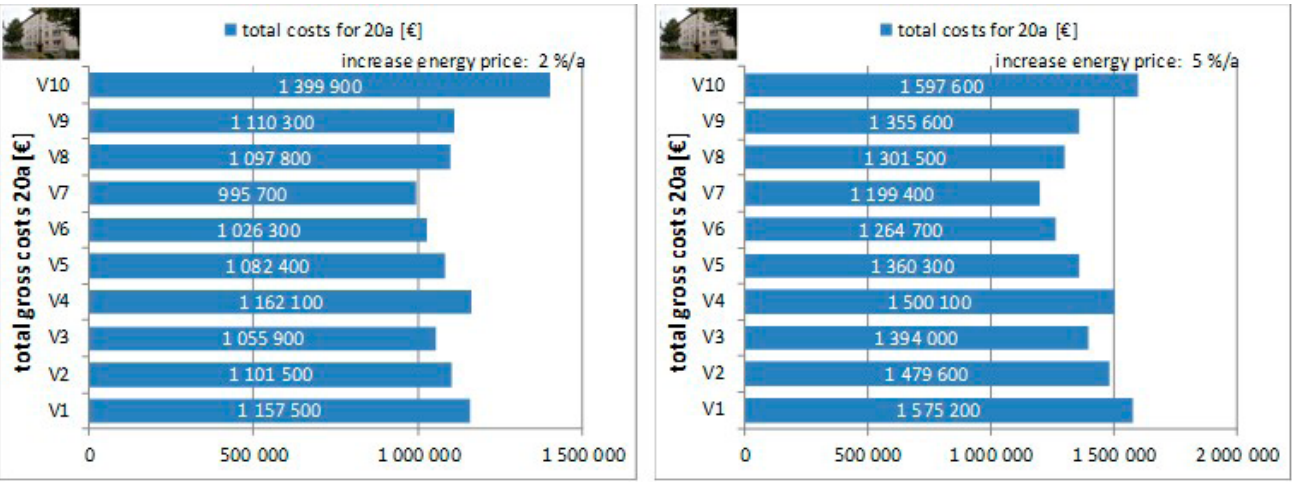 total costs for 20a [€]
increase energy price: 2 %/a
total gross costs 20a [€]
V10 1 399 900
V9 1 110 300
V8 1 097 800
V7 995 700
V6 1 026 300
V5 1 082 400
V4 1 162 100
V3 1 055 900
V2 1 101 500
V1 1 157 500
0 500 000 1 000 000 1 500 000
total costs for 20a [€]
increase energy price: 5 %/a
total gross costs 20a [€]
V10 1 597 600
V9 1 355 600
V8 1 301 500
V7 1 199 400
V6 1 264 700
V5 1 360 300
V4 1 500 100
V3 1 394 000
V2 1 479 600
V1 1 575 200
0 500 000 1 000 000 1 500 000 2 000 000